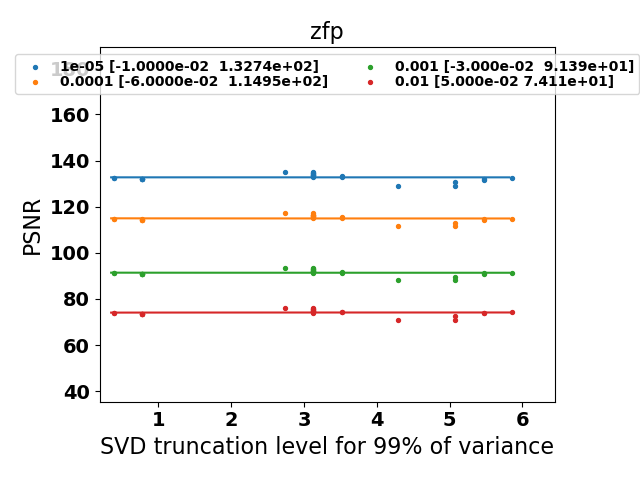 zfp
1e-05 [-1.0000e-02  1.3274e+02]
0.0001 [-6.0000e-02  1.1495e+02]
0.001 [-3.000e-02  9.139e+01]
0.01 [5.000e-02 7.411e+01]
180
160
140
120
100
80
60
40
PSNR
1 2 3 4 5 6
SVD truncation level for 99% of variance